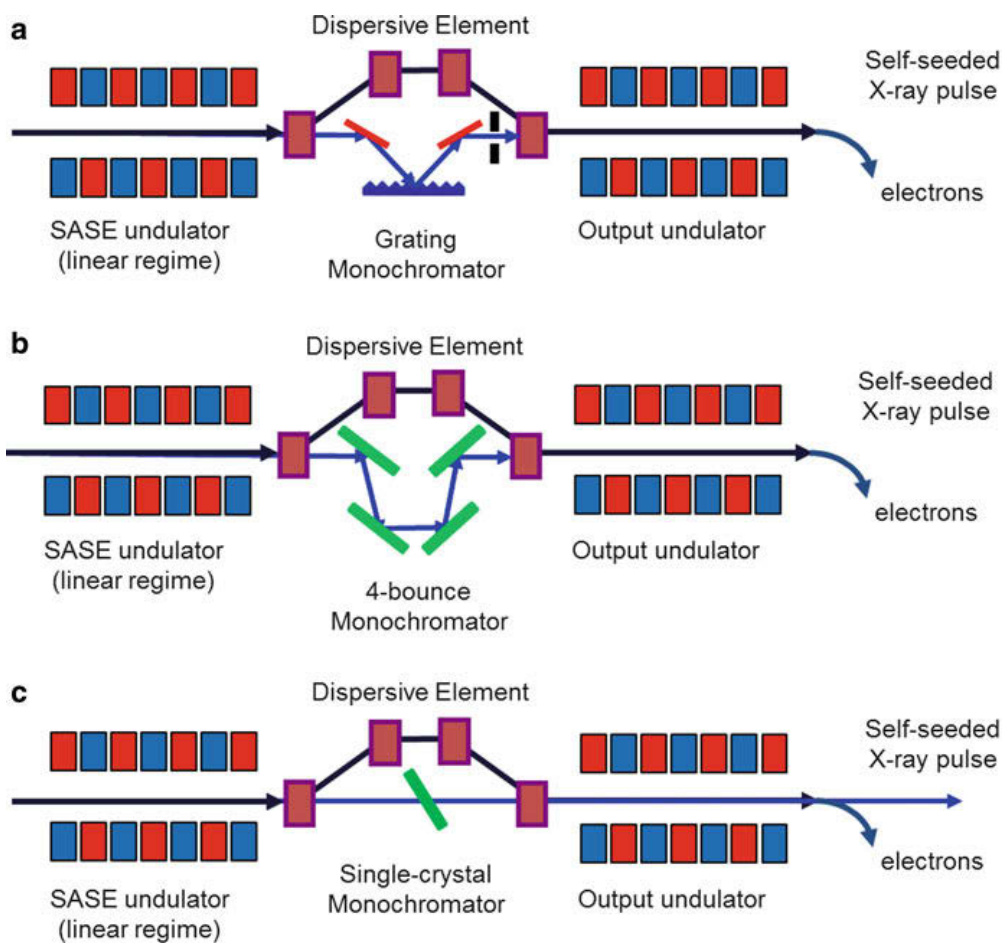 a
Dispersive Element
Self-seeded
X-ray pulse
electrons
SASE undulator
(linear regime)
Grating
Monochromator
Output undulator
b
Dispersive Element
Self-seeded
X-ray pulse
electrons
SASE undulator
(linear regime)
4-bounce
Monochromator
Output undulator
c
Dispersive Element
Self-seeded
X-ray pulse
electrons
SASE undulator
(linear regime)
Single-crystal
Monochromator
Output undulator